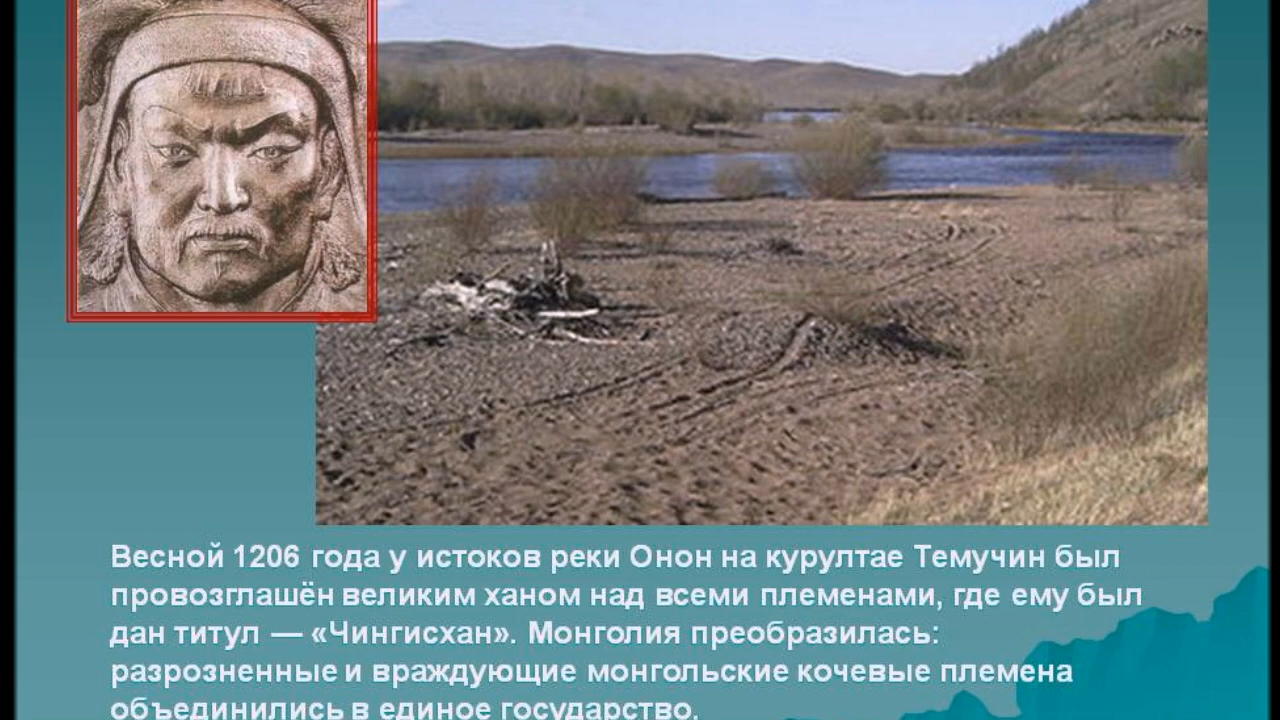 Весной 1206 года у истоков реки Онон на курултае Темучин был
провозглашён великим ханом над всеми племенами, где ему был
дан титул — «Чингисхан». Монголия преобразилась:
разрозненные и враждующие монгольские кочевые племена
объединились в единое государство.